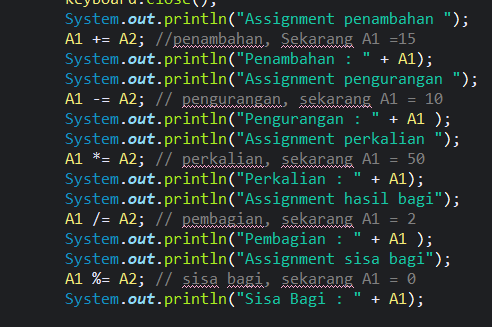 keyboard.close();
System.out.println("Assignment penambahan ");
A1 += A2; //penambahan, Sekarang A1 =15
System.out.println("Penambahan : " + A1);
System.out.println("Assignment pengurangan ");
A1 -= A2; // pengurangan, sekarang A1 = 10
System.out.println("Pengurangan : " + A1 );
System.out.println("Assignment perkalian ");
A1 *= A2; // perkalian, sekarang A1 = 50
System.out.println("Perkalian : " + A1);
System.out.println("Assignment hasil bagi");
A1 /= A2; // pembagian, sekarang A1 = 2
System.out.println("Pembagian : " + A1 );
System.out.println("Assignment sisa bagi");
A1 %= A2; // sisa bagi, sekarang A1 = 0
System.out.println("Sisa Bagi : " + A1);